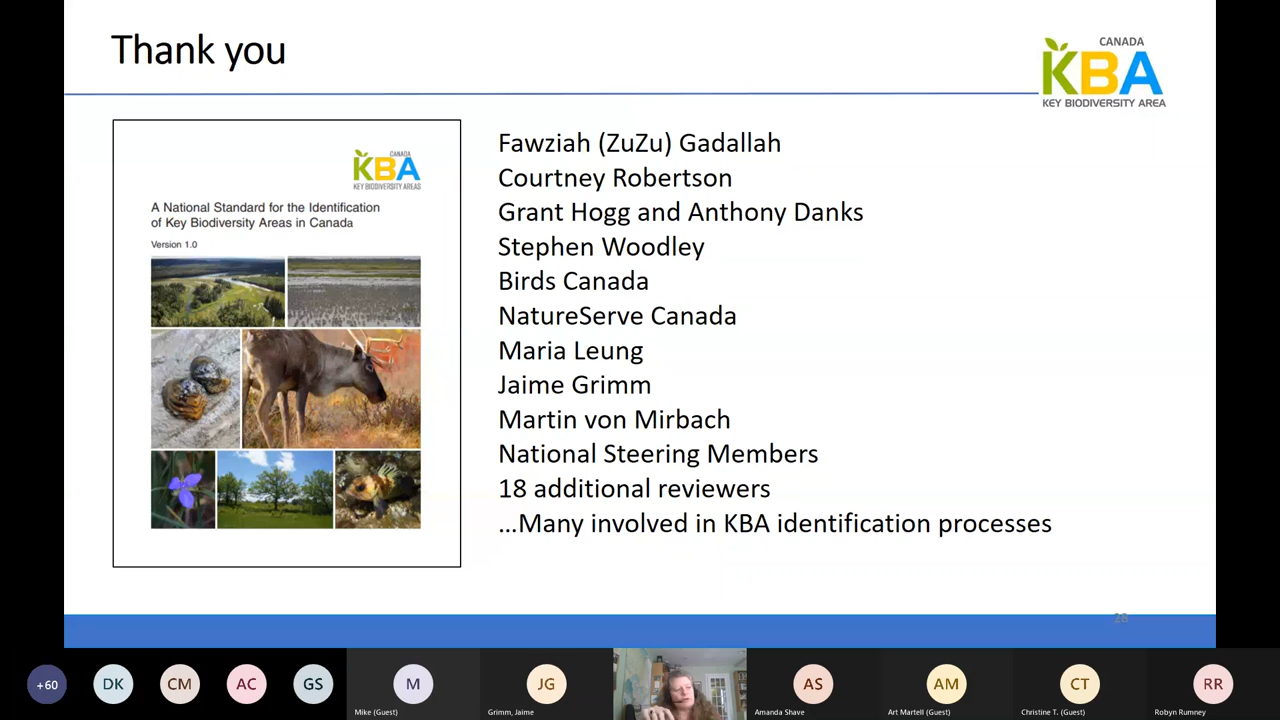 Thank you
CANADA
KBA
KEY BIODIVERSITY AREA
CANADA
KBA
KEY BIODIVERSITY AREAS
A National Standard for the Identification
of Key Biodiversity Areas in Canada
Version 1.0
Fawziah (ZuZu) Gadallah
Courtney Robertson
Grant Hogg and Anthony Danks
Stephen Woodley
Birds Canada
NatureServe Canada
Maria Leung
Jaime Grimm
Martin von Mirbach
National Steering Members
18 additional reviewers
...Many involved in KBA identification processes
28
+60
DK
CM
AC
GS
M
Mike (Guest)
JG
Grimm, Jaime
AS
Amanda Shave
AM
Art Martell (Guest)
CT
Christine T. (Guest)
RR
Robyn Rumney